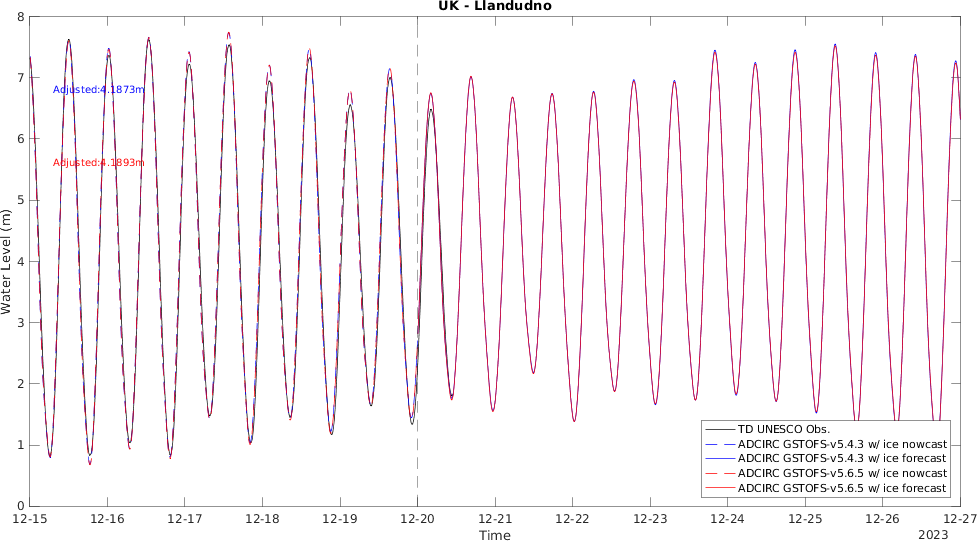 UK - Llandudno
8
7
6
5
4
3
2
1
0
Water Level (m)
Adjusted:4.1873m
Adjusted:4.1893m
TD UNESCO Obs.
ADCIRC GSTOFS-v5.4.3 w/ ice nowcast
ADCIRC GSTOFS-v5.4.3 w/ ice forecast
ADCIRC GSTOFS-v5.6.5 w/ ice nowcast
ADCIRC GSTOFS-v5.6.5 w/ ice forecast
12-15 12-16 12-17 12-18 12-19 12-20 12-21 12-22 12-23 12-24 12-25 12-26 12-27
Time
2023